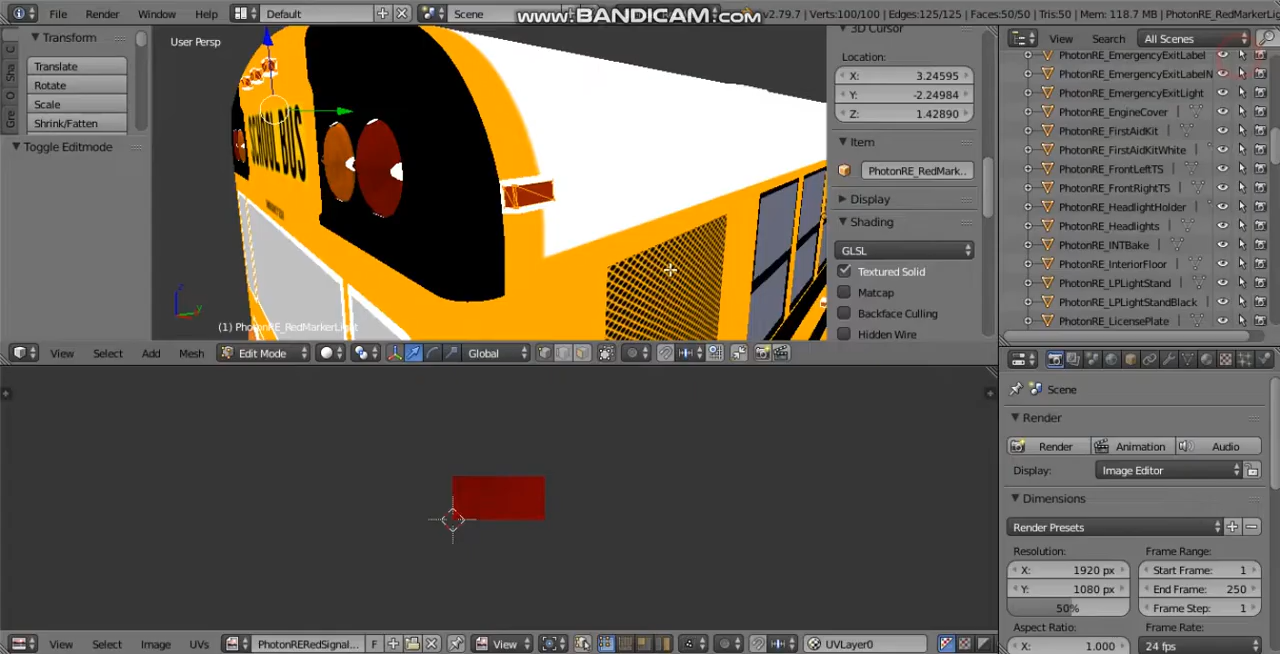 File Render Window Help Default Scene www.BANDICAM.com v2.79.7 | Verts:100/100 | Edges:125/125 | Faces:50/50 | Tris:50 | Mem: 118.7 MB | PhotonRE_RedMarkerLi
Transform
Translate
Rotate
Scale
Shrink/Fatten
Toggle Editmode
User Persp
SCHOOL BUS
(1) PhotonRE_RedMarkerLight
3D Cursor
Location:
X: 3.24595
Y: -2.24984
Z: 1.42890
Item
PhotonRE_RedMark..
Display
Shading
GLSL
Textured Solid
Matcap
Backface Culling
Hidden Wire
View Search All Scenes
PhotonRE_EmergencyExitLabel
PhotonRE_EmergencyExitLabelN
PhotonRE_EmergencyExitLight
PhotonRE_EngineCover
PhotonRE_FirstAidKit
PhotonRE_FirstAidKitWhite
PhotonRE_FrontLeftTS
PhotonRE_FrontRightTS
PhotonRE_HeadlightHolder
PhotonRE_Headlights
PhotonRE_INTBake
PhotonRE_InteriorFloor
PhotonRE_LPLightStand
PhotonRE_LPLightStandBlack
PhotonRE_LicensePlate
View Select Add Mesh Edit Mode Global
Scene
Render
Render Animation Audio
Display: Image Editor
Dimensions
Render Presets
Resolution: Frame Range:
X: 1920 px Start Frame: 1
Y: 1080 px End Frame: 250
50% Frame Step: 1
Aspect Ratio: Frame Rate:
X: 1.000 24 fps
View Select Image UVs PhotonRERedSignal... F View UVLayer0